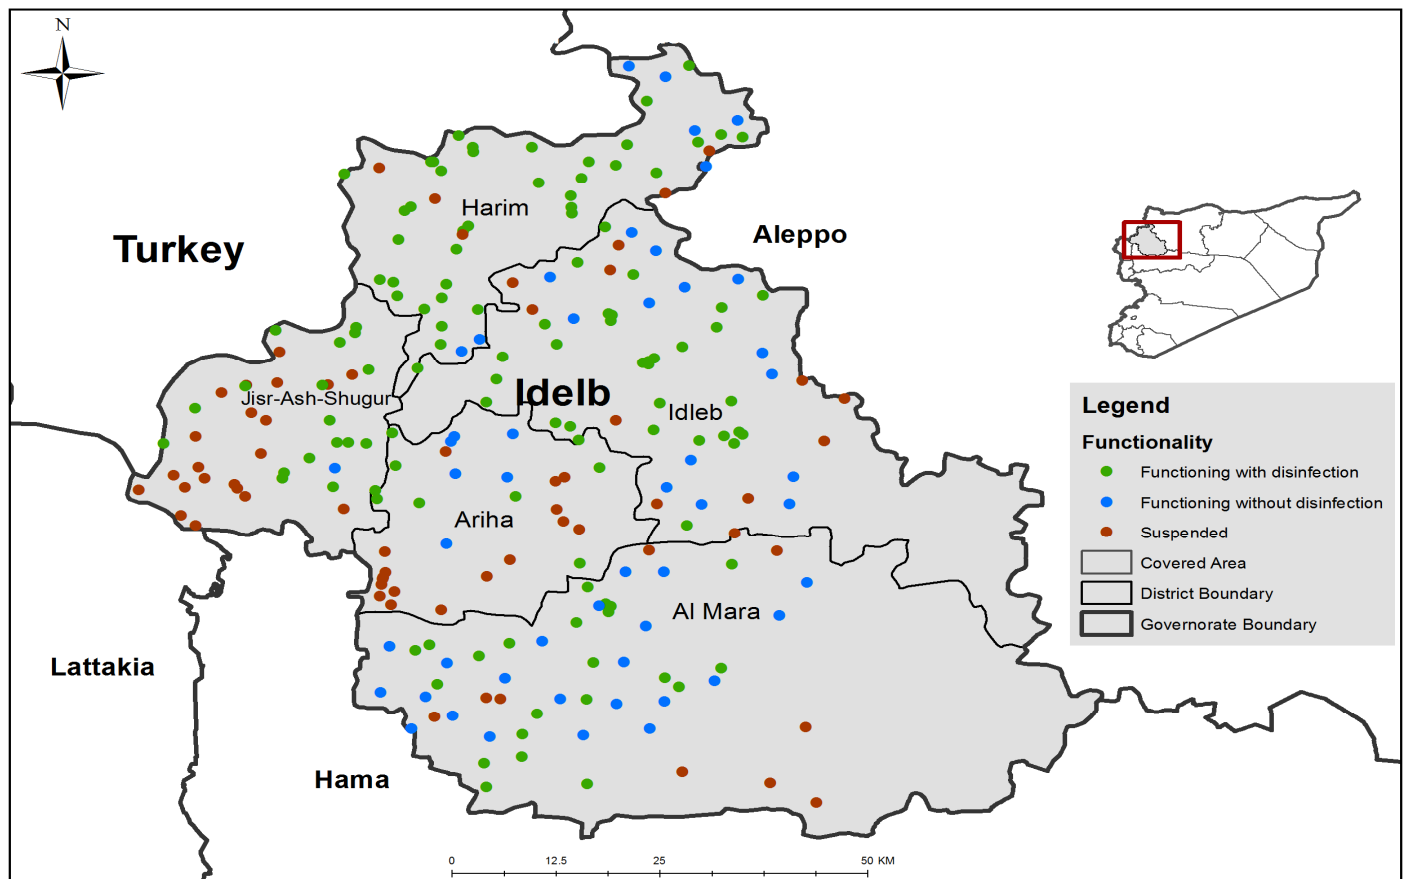 N
Harim
Turkey
Aleppo
Idelb
Jisr-Ash-Shugur
Idleb
Ariha
Al Mara
Lattakia
Hama
Legend
Functionality
Functioning with disinfection
Functioning without disinfection
Suspended
Covered Area
District Boundary
Governorate Boundary
0 12.5 25 50 KM